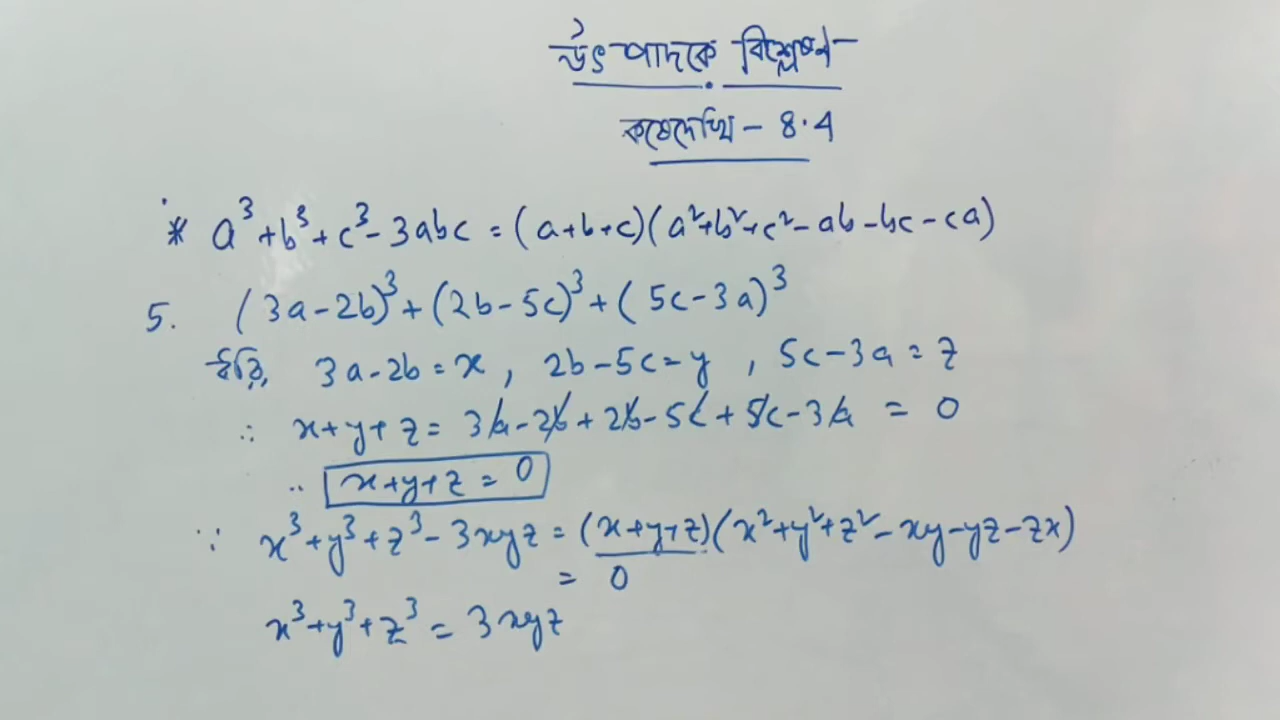 উৎপাদকে বিশ্লেষণ
কষেদেখি - 8.4
* a³+b³+c³-3abc = (a+b+c)(a²+b²+c²-ab-bc-ca)
5. (3a-2b)³+(2b-5c)³+(5c-3a)³
ধরি, 3a-2b=x, 2b-5c=y, 5c-3a=z
∴ x+y+z = 3a-2b+2b-5c+5c-3a = 0
∴ x+y+z = 0
∵ x³+y³+z³-3xyz = (x+y+z)(x²+y²+z²-xy-yz-zx)
= 0
x³+y³+z³ = 3xyz